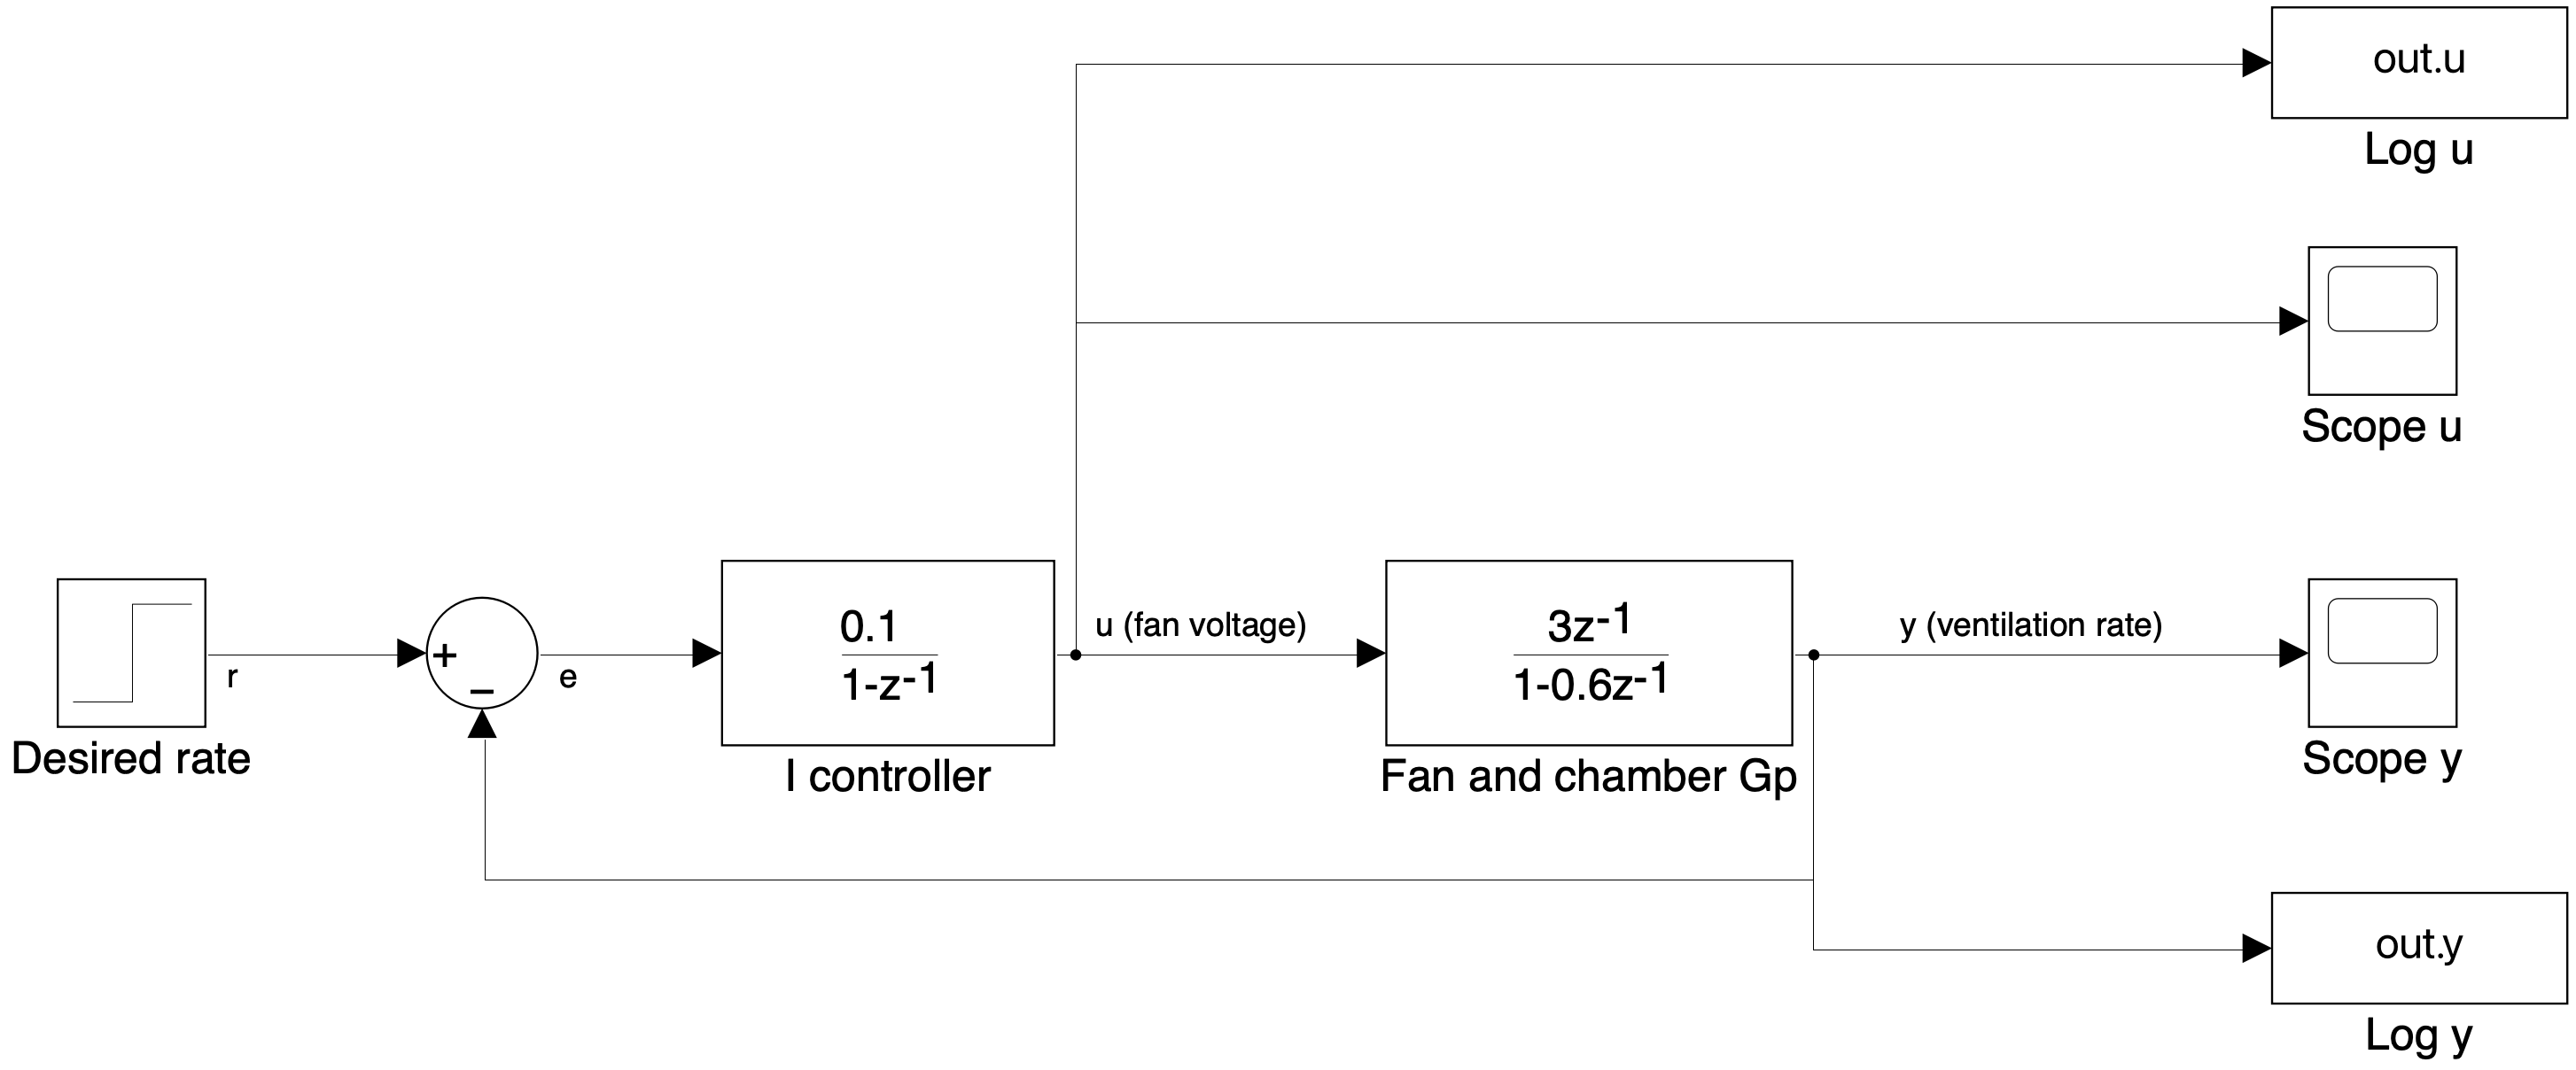 out.u
Log u
Scope u
u (fan voltage)
y (ventilation rate)
+
−
r
e
0.1
1-z-1
3z-1
1-0.6z-1
Desired rate
I controller
Fan and chamber Gp
Scope y
out.y
Log y